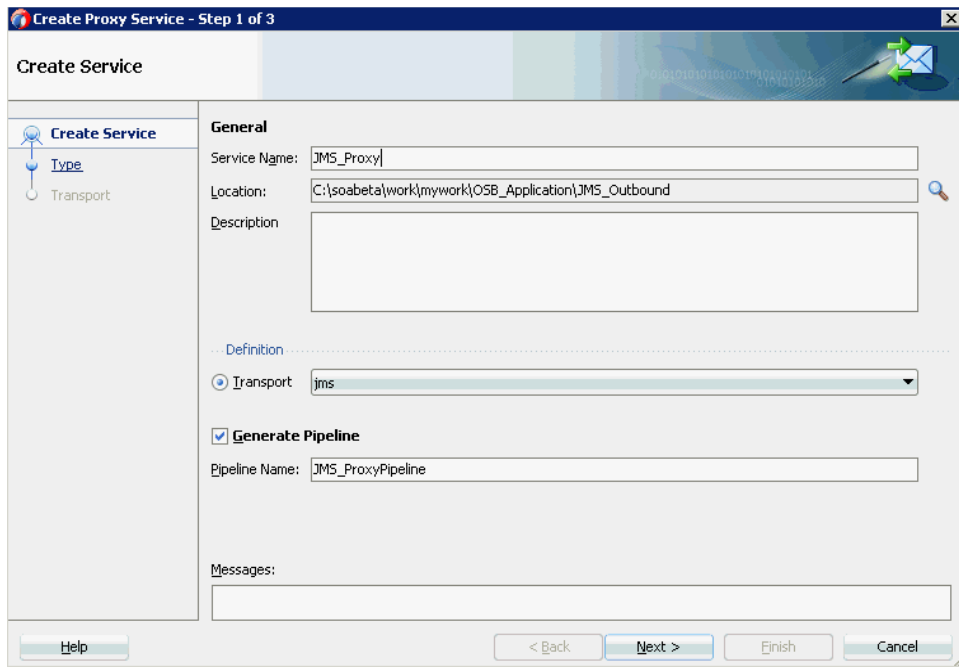 Create Proxy Service - Step 1 of 3
Create Service
Create Service
Type
Transport
General
Service Name: JMS_Proxy
Location: C:\soabeta\work\mywork\OSB_Application\JMS_Outbound
Description
Definition
Transport jms
Generate Pipeline
Pipeline Name: JMS_ProxyPipeline
Messages:
Help < Back Next > Finish Cancel